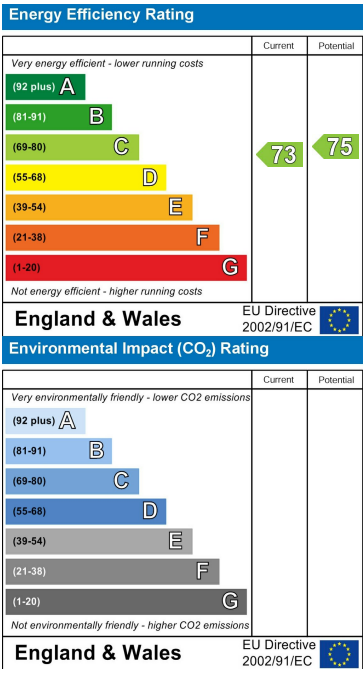 Energy Efficiency Rating
Current Potential
Very energy efficient - lower running costs
(92 plus) A
(81-91) B
(69-80) C
73 75
(55-68) D
(39-54) E
(21-38) F
(1-20) G
Not energy efficient - higher running costs
England & Wales
EU Directive
2002/91/EC
Environmental Impact (CO₂) Rating
Current Potential
Very environmentally friendly - lower CO2 emissions
(92 plus) A
(81-91) B
(69-80) C
(55-68) D
(39-54) E
(21-38) F
(1-20) G
Not environmentally friendly - higher CO2 emissions
England & Wales
EU Directive
2002/91/EC